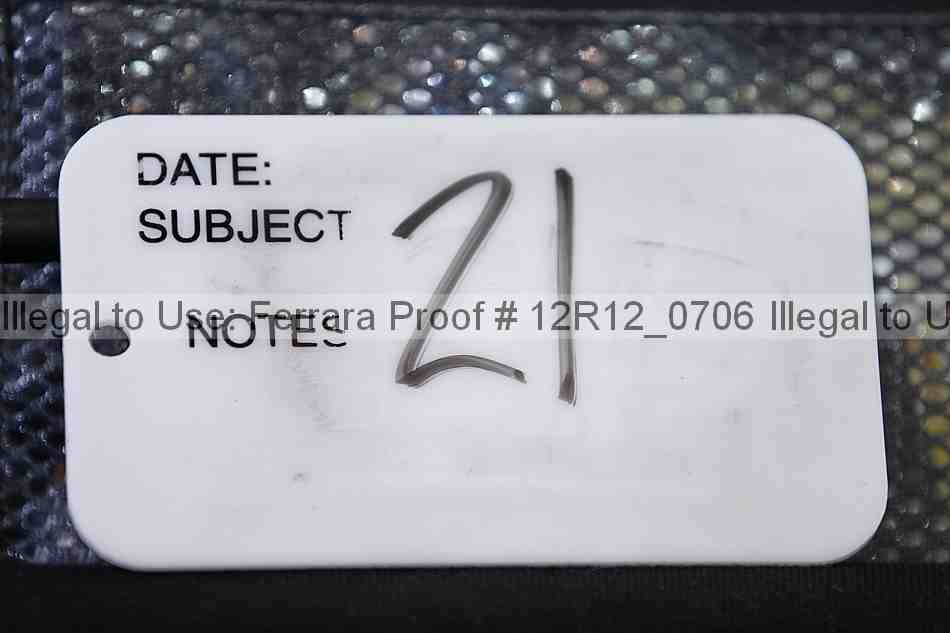 DATE:
SUBJECT
21
Illegal to Use: Ferrara Proof # 12R12_0706 Illegal to U
NOTES